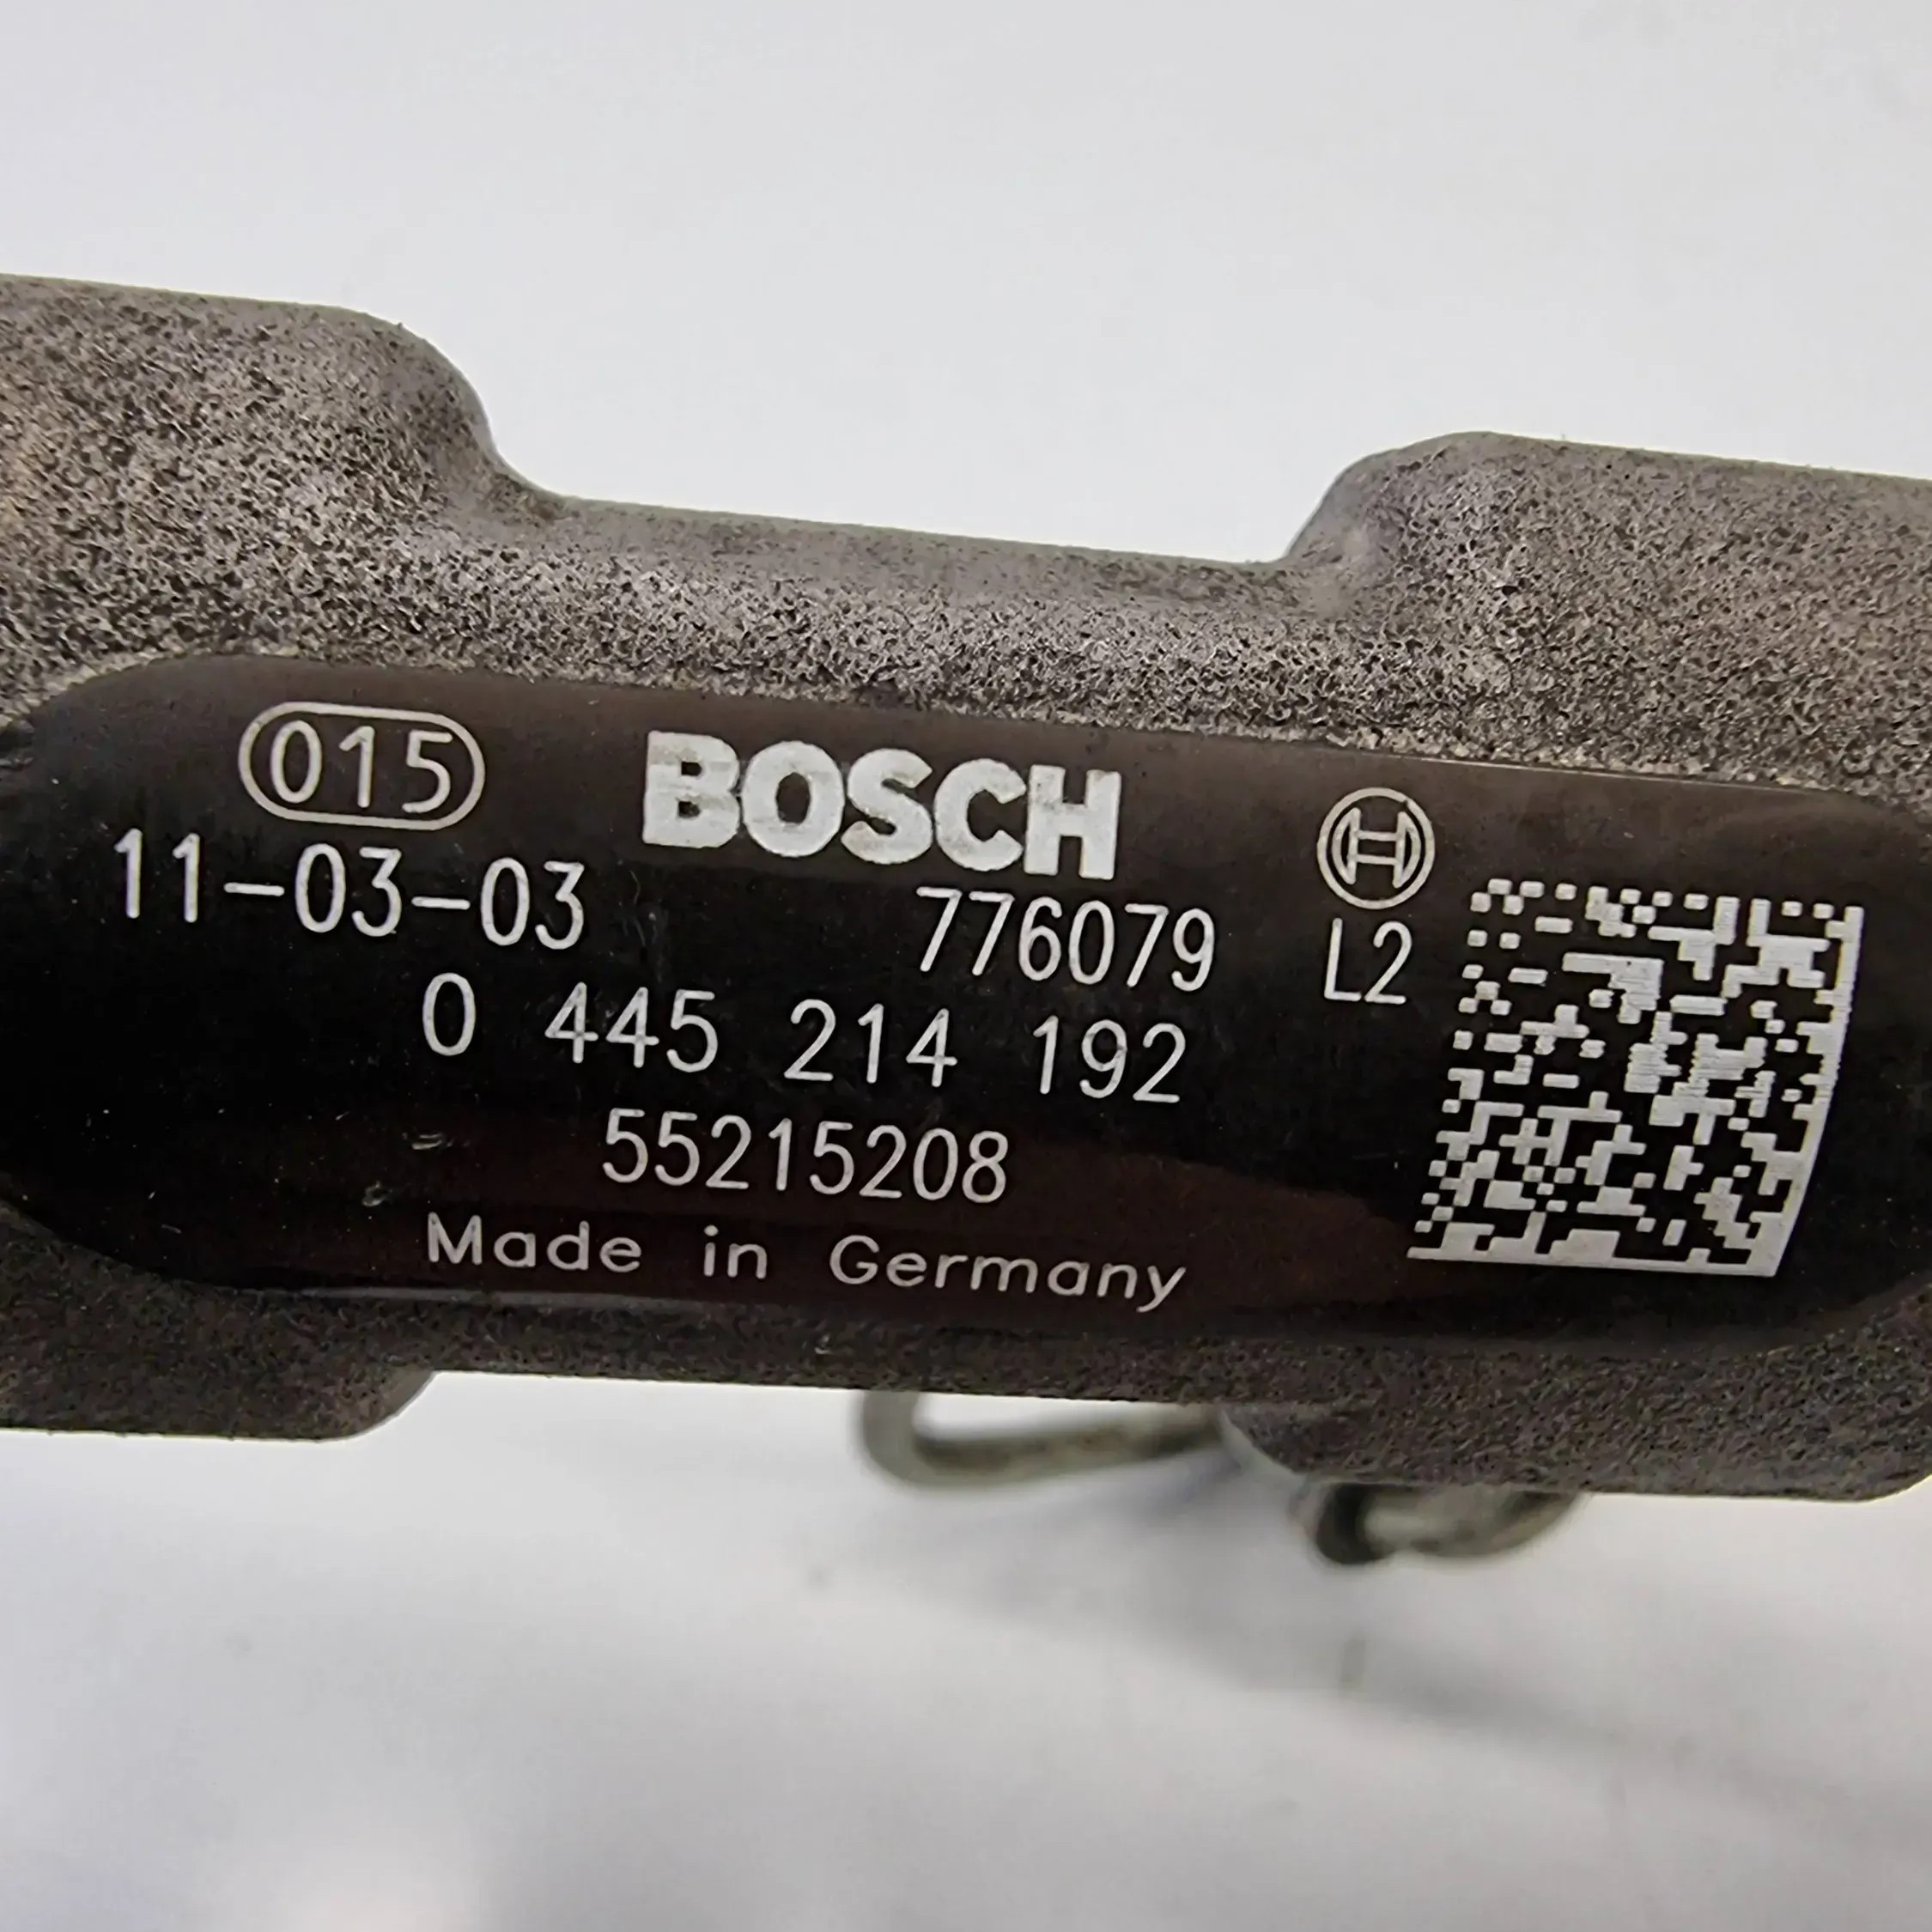 015 BOSCH
11-03-03 776079 L2
0 445 214 192
55215208
Made in Germany